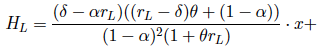 H_L = \frac{(\delta - \alpha r_L)((r_L - \delta)\theta + (1 - \alpha))}{(1 - \alpha)^2(1 + \theta r_L)} \cdot x +